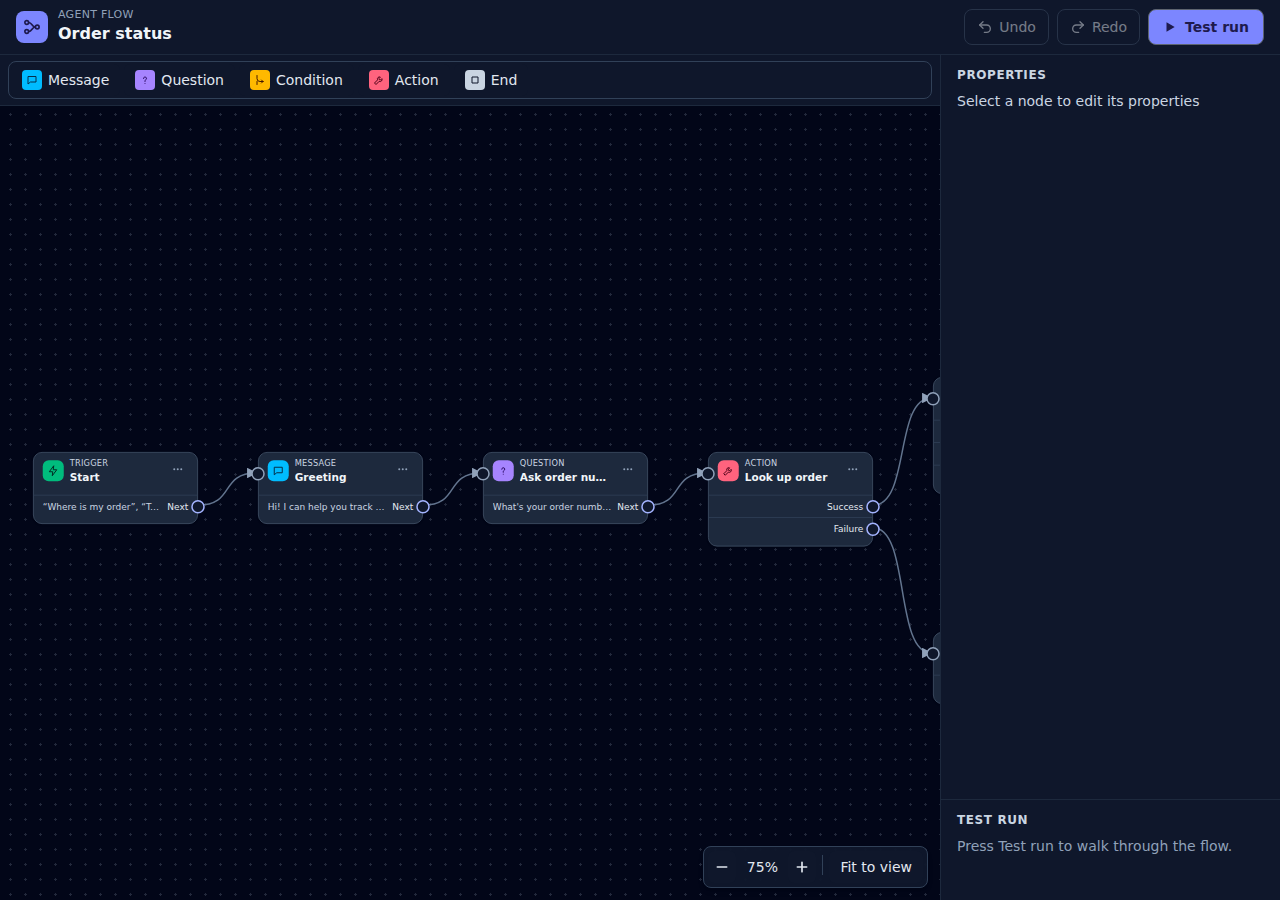 AGENT FLOW
Order status
Undo
Redo
Test run
Message
Question
Condition
Action
End
PROPERTIES
Select a node to edit its properties
TRIGGER
Start
“Where is my order”, “T…
Next
MESSAGE
Greeting
Hi! I can help you track …
Next
QUESTION
Ask order nu…
What's your order numb…
Next
ACTION
Look up order
Success
Failure
75%
Fit to view
TEST RUN
Press Test run to walk through the flow.